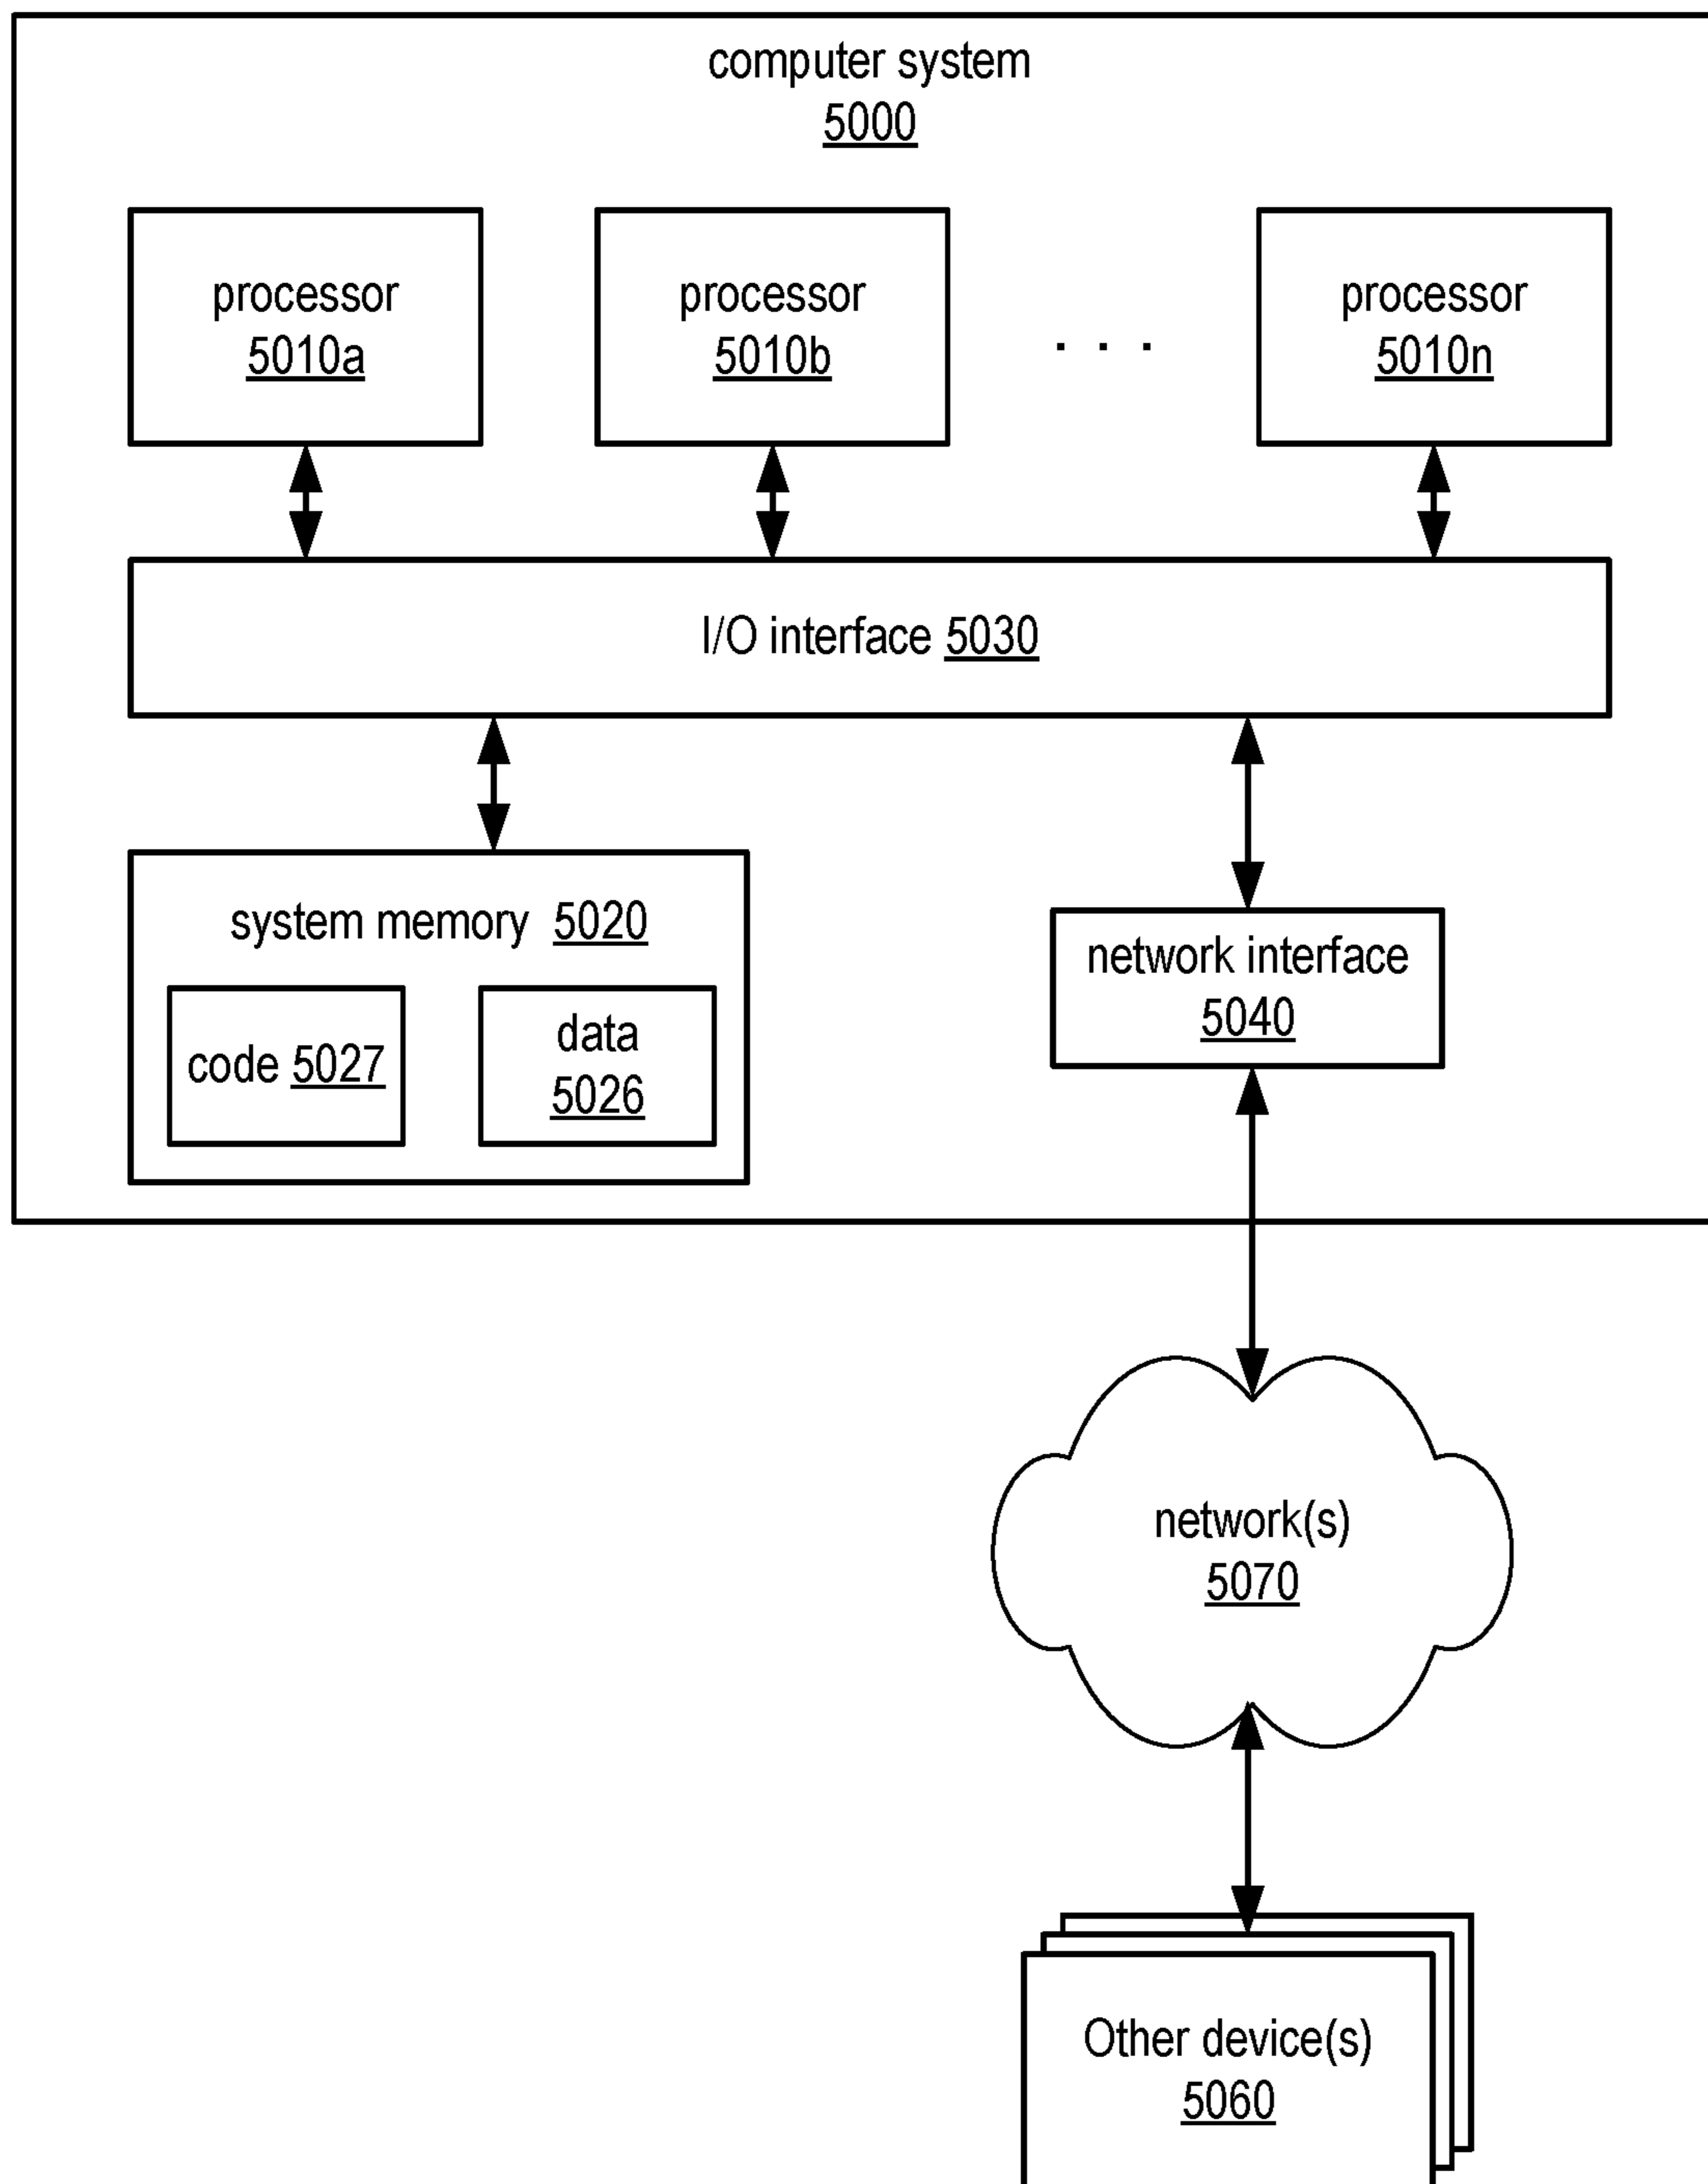 computer system
5000
processor
5010a
processor
5010b
. . .
processor
5010n
I/O interface 5030
system memory 5020
code 5027
data
5026
network interface
5040
network(s)
5070
Other device(s)
5060